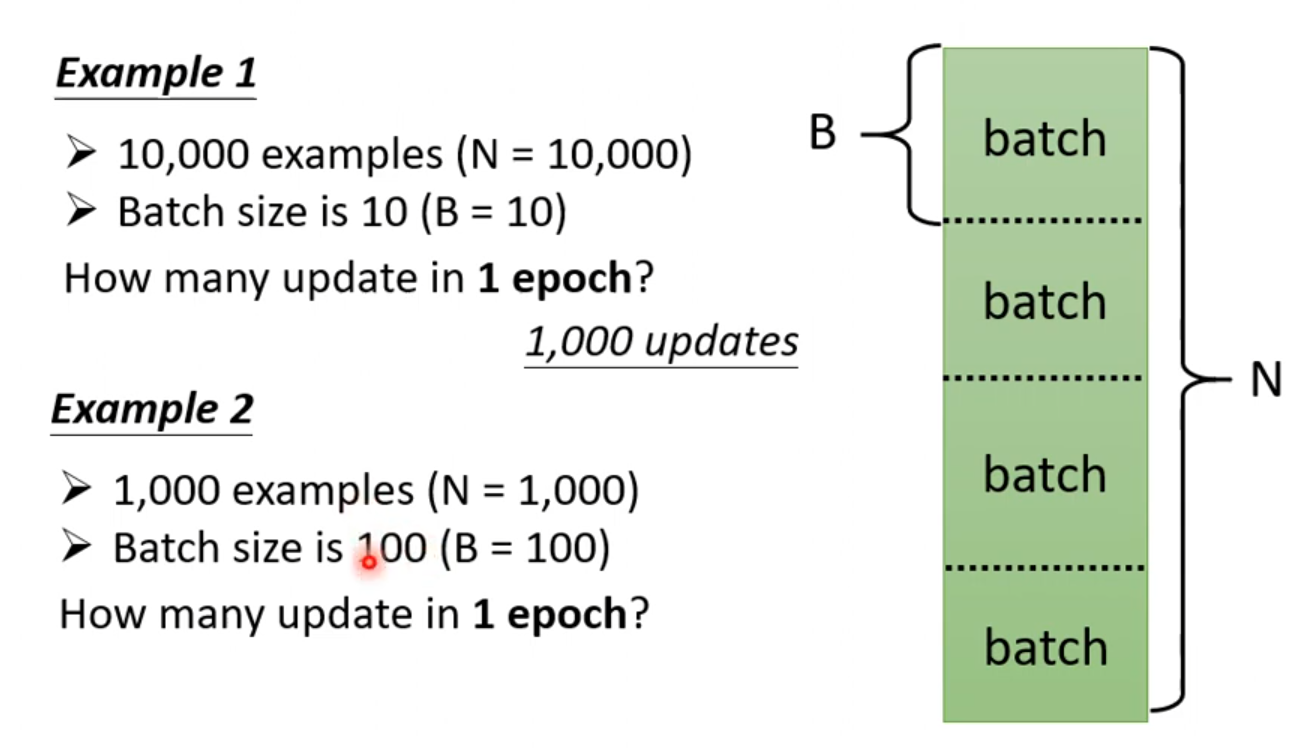 Example 1
➢ 10,000 examples (N = 10,000)
➢ Batch size is 10 (B = 10)
How many update in 1 epoch?
1,000 updates
Example 2
➢ 1,000 examples (N = 1,000)
➢ Batch size is 100 (B = 100)
How many update in 1 epoch?
B
batch
batch
batch
batch
N